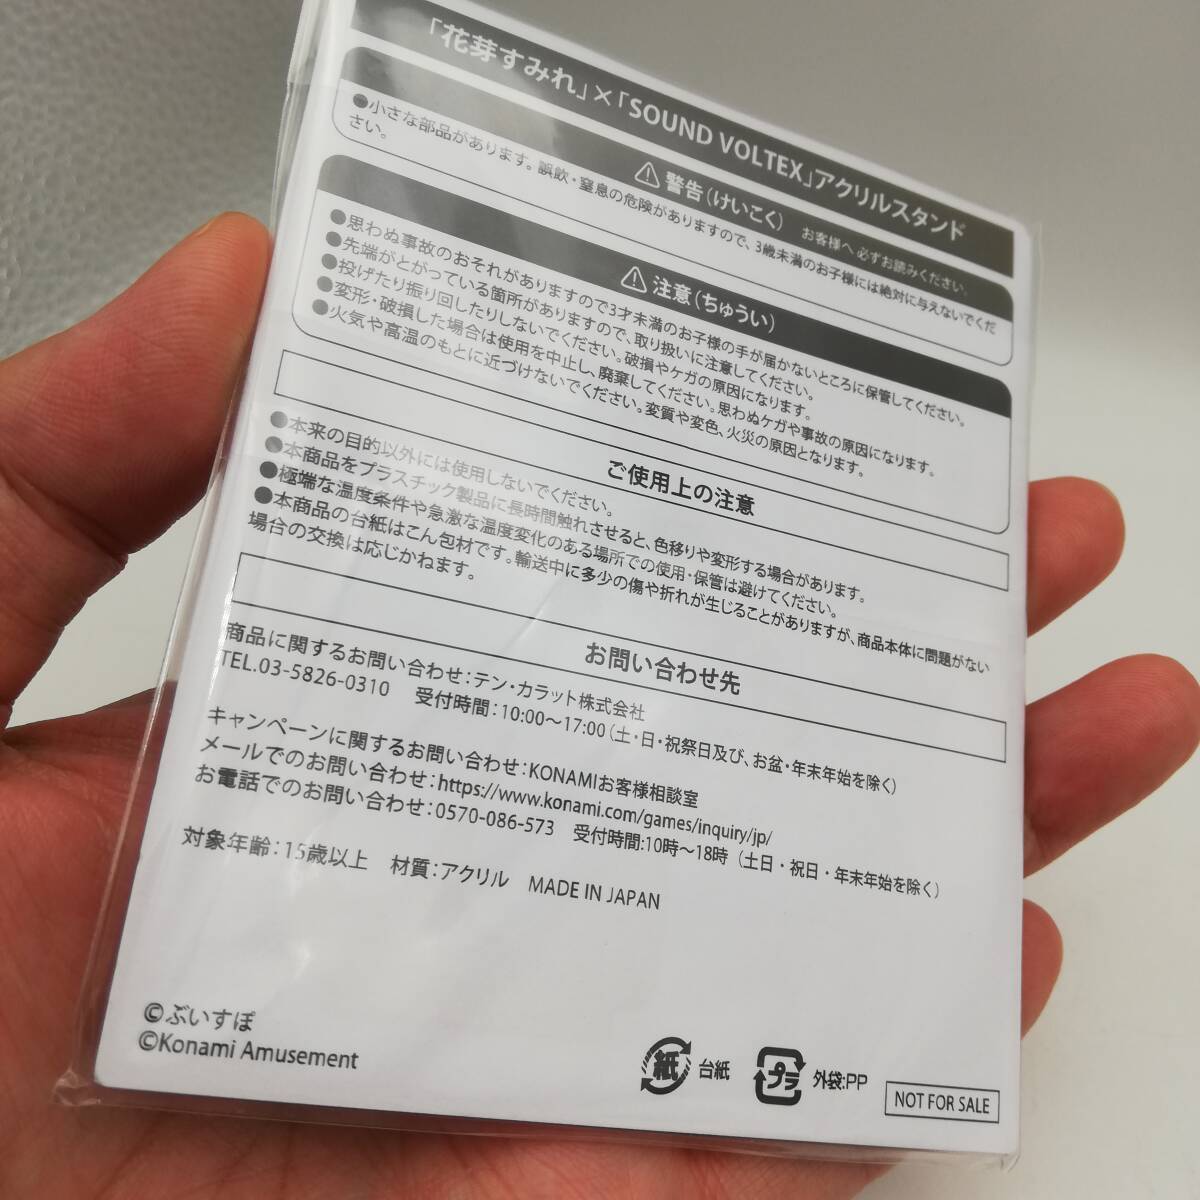 「花芽すみれ」×「SOUND VOLTEX」アクリルスタンド
⚠警告（けいこく） お客様へ 必ずお読みください。
●小さな部品があります。誤飲・窒息の危険がありますので、3歳未満のお子様には絶対に与えないでくだ
さい。
⚠注意（ちゅうい）
●思わぬ事故のおそれがありますので3才未満のお子様の手が届かないところに保管してください。
●先端がとがっている箇所がありますので、取り扱いに注意してください。
●投げたり振り回したりしないでください。破損やケガの原因になります。
●変形・破損した場合は使用を中止し、廃棄してください。思わぬケガや事故の原因になります。
●火気や高温のもとに近づけないでください。変質や変色、火災の原因となります。
ご使用上の注意
●本来の目的以外には使用しないでください。
●本商品をプラスチック製品に長時間触れさせると、色移りや変形する場合があります。
●極端な温度条件や急激な温度変化のある場所での使用・保管は避けてください。
●本商品の台紙はこん包材です。輸送中に多少の傷や折れが生じることがありますが、商品本体に問題がない
場合の交換は応じかねます。
お問い合わせ先
商品に関するお問い合わせ：テン・カラット株式会社
TEL.03-5826-0310 受付時間：10:00～17:00（土・日・祝祭日及び、お盆・年末年始を除く）
キャンペーンに関するお問い合わせ：KONAMIお客様相談室
メールでのお問い合わせ：https://www.konami.com/games/inquiry/jp/
お電話でのお問い合わせ：0570-086-573 受付時間:10時～18時（土日・祝日・年末年始を除く）
対象年齢：15歳以上 材質：アクリル MADE IN JAPAN
©ぶいすぽ
©Konami Amusement
紙 台紙 プラ 外袋:PP NOT FOR SALE